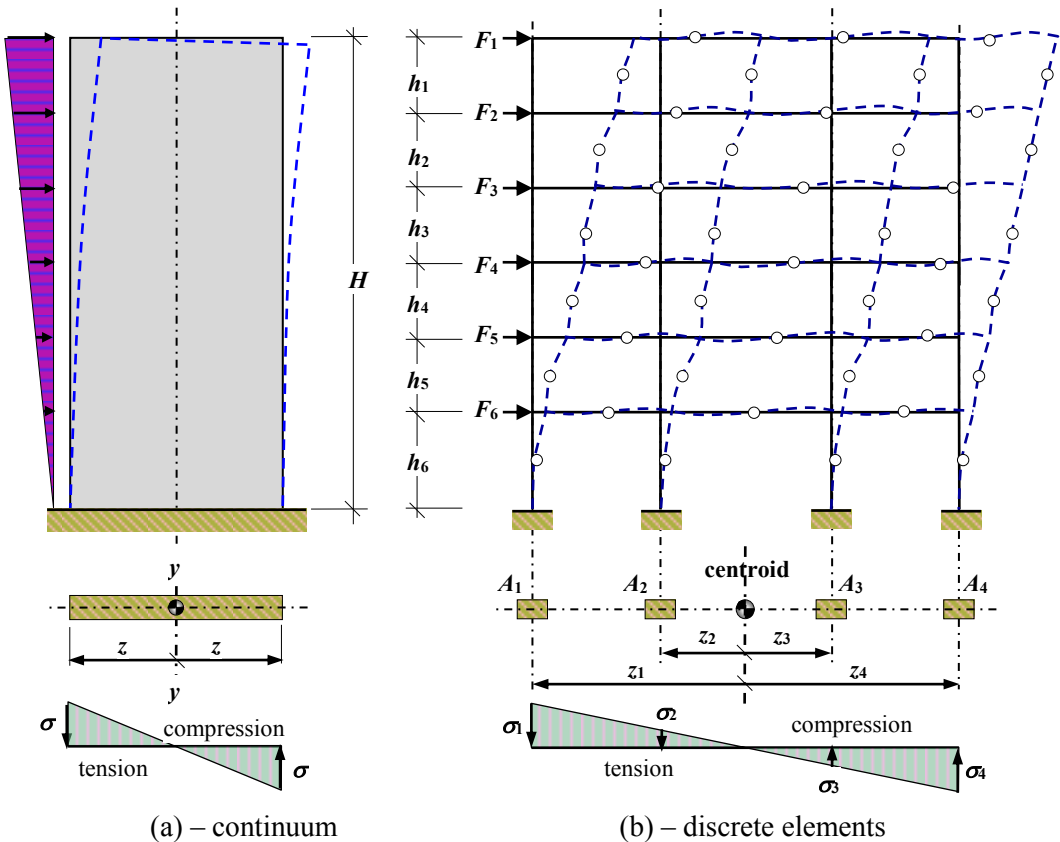 F1
h1
F2
h2
F3
h3
F4
H
h4
F5
h5
F6
h6
y
centroid
A1
A2
A3
A4
z
z
z2
z3
y
z1
z4
σ
compression
tension
σ
σ1
σ2
compression
tension
σ3
σ4
(a) – continuum
(b) – discrete elements